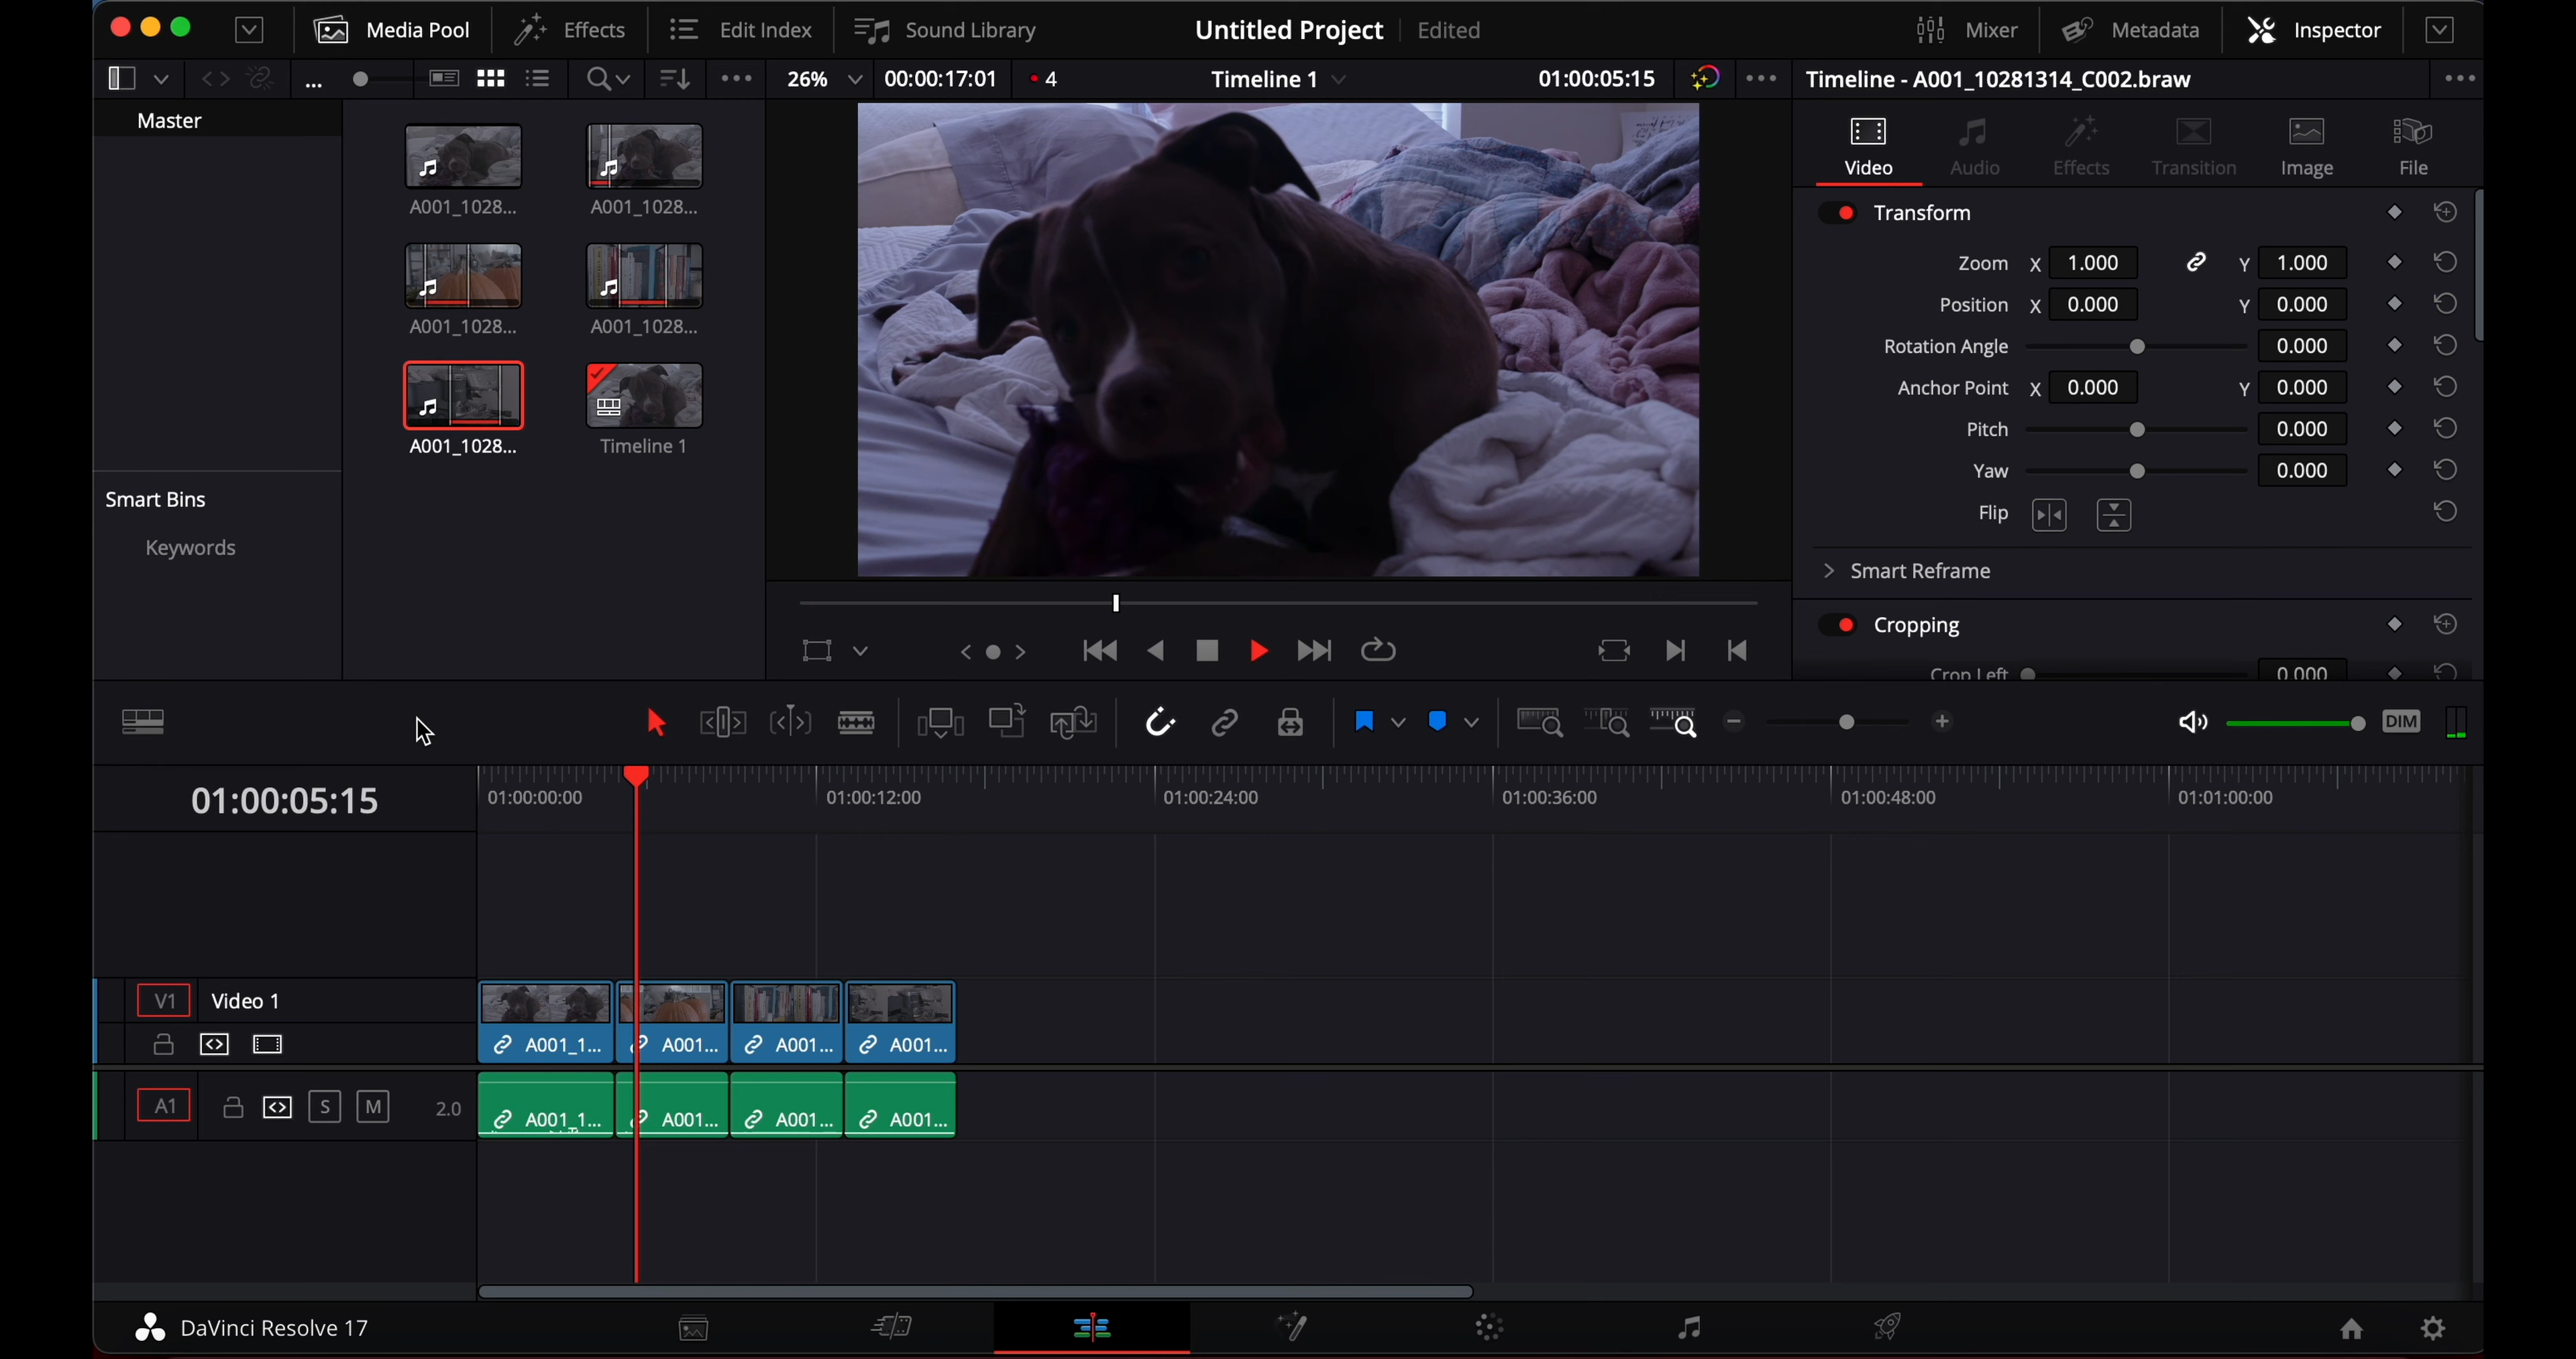 Media Pool Effects Edit Index Sound Library Untitled Project Edited Mixer Metadata Inspector
... 26% 00:00:17:01 4 Timeline 1 01:00:05:15 Timeline - A001_10281314_C002.braw
Master
A001_1028... A001_1028...
A001_1028... A001_1028...
A001_1028... Timeline 1
Smart Bins
Keywords
Video Audio Effects Transition Image File
Transform
Zoom X 1.000 Y 1.000
Position X 0.000 Y 0.000
Rotation Angle 0.000
Anchor Point X 0.000 Y 0.000
Pitch 0.000
Yaw 0.000
Flip
Smart Reframe
Cropping
Crop Left 0.000
DIM
01:00:05:15
01:00:00:00 01:00:12:00 01:00:24:00 01:00:36:00 01:00:48:00 01:01:00:00
V1 Video 1
A001_1... A001... A001... A001...
A1 S M 2.0
A001_1... A001... A001... A001...
DaVinci Resolve 17